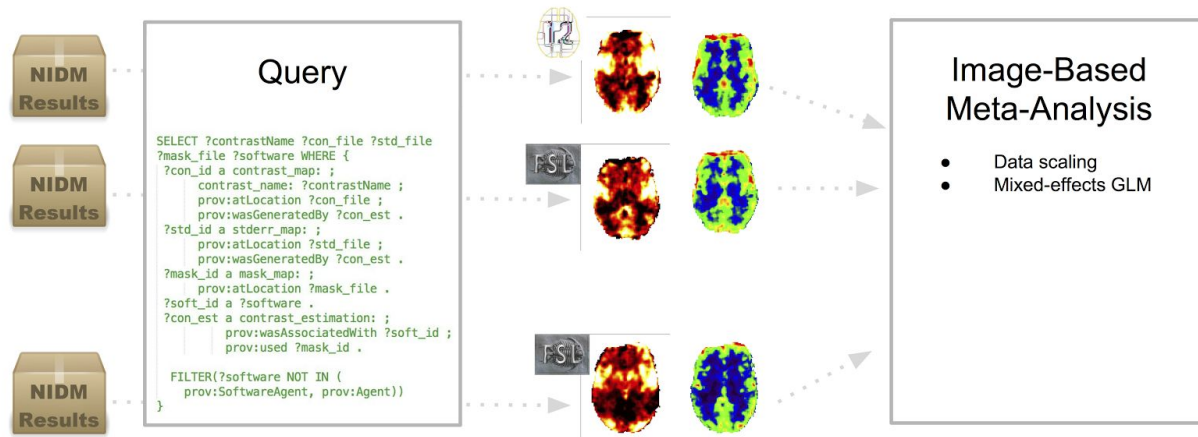 NIDM
Results
NIDM
Results
NIDM
Results
Query
SELECT ?contrastName ?con_file ?std_file
?mask_file ?software WHERE {
?con_id a contrast_map: ;
contrast_name: ?contrastName ;
prov:atLocation ?con_file ;
prov:wasGeneratedBy ?con_est .
?std_id a stderr_map: ;
prov:atLocation ?std_file ;
prov:wasGeneratedBy ?con_est .
?mask_id a mask_map: ;
prov:atLocation ?mask_file .
?soft_id a ?software .
?con_est a contrast_estimation: ;
prov:wasAssociatedWith ?soft_id ;
prov:used ?mask_id .
FILTER(?software NOT IN (
prov:SoftwareAgent, prov:Agent))
}
12
FSL
FSL
Image-Based
Meta-Analysis
● Data scaling
● Mixed-effects GLM